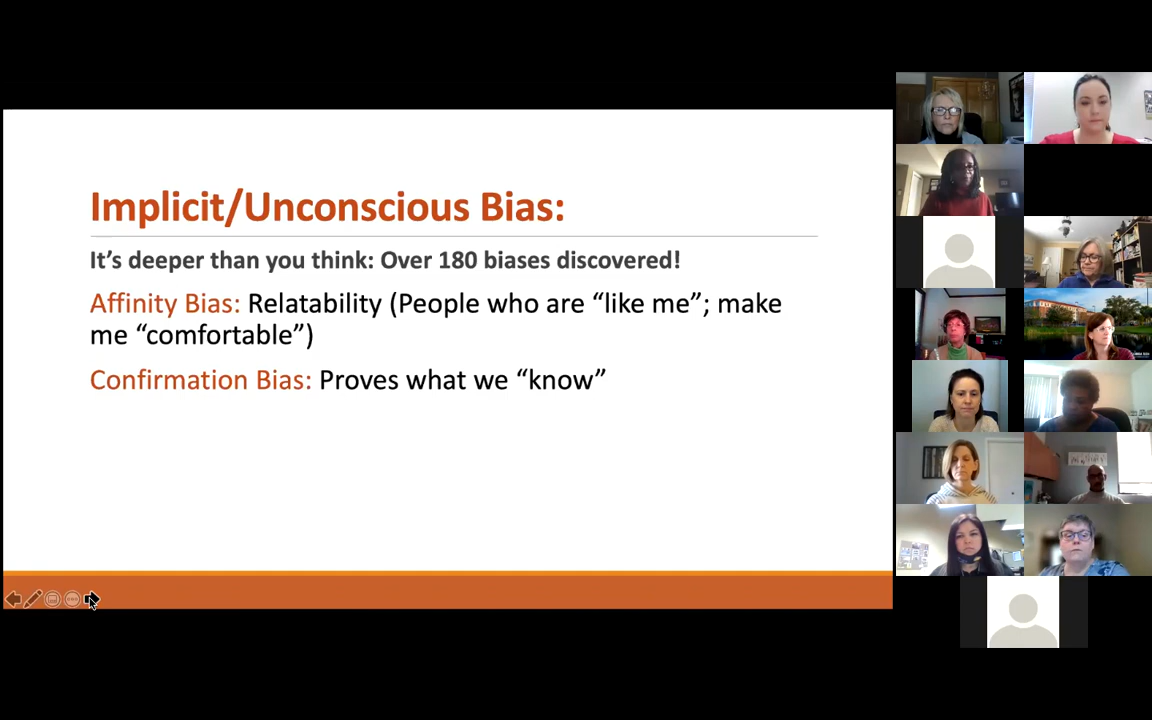 Implicit/Unconscious Bias:
It’s deeper than you think: Over 180 biases discovered!
Affinity Bias: Relatability (People who are “like me”; make
me “comfortable”)
Confirmation Bias: Proves what we “know”